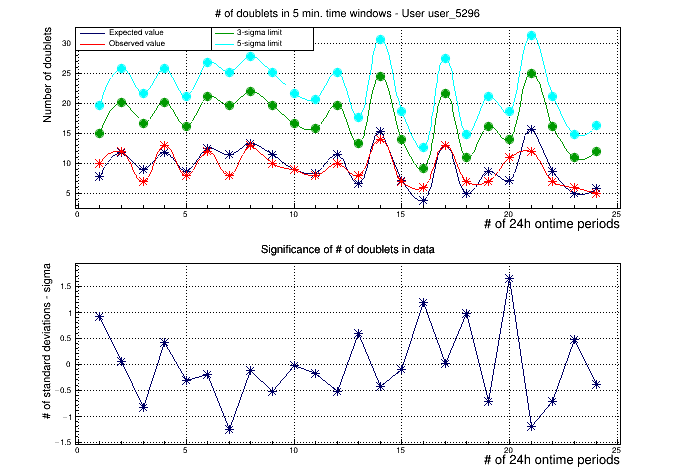 # of doublets in 5 min. time windows - User user_5296
Expected value
3-sigma limit
Observed value
5-sigma limit
Number of doublets
30
25
20
15
10
5
0 5 10 15 20 25
# of 24h ontime periods
Significance of # of doublets in data
# of standard deviations - sigma
1.5
1
0.5
0
-0.5
-1
-1.5
0 5 10 15 20 25
# of 24h ontime periods